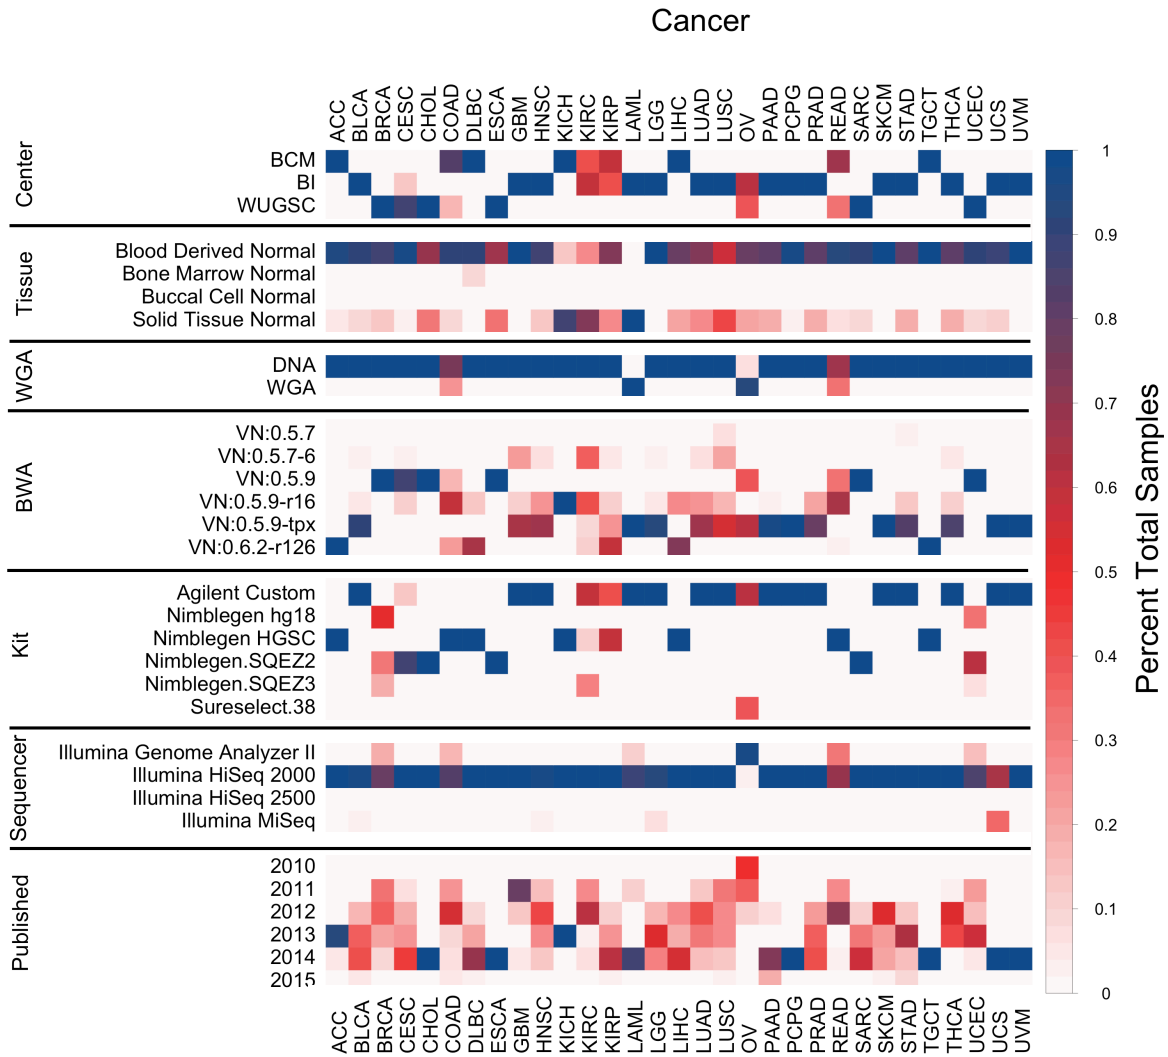 Cancer
ACC BLCA BRCA CESC CHOL COAD DLBC ESCA GBM HNSC KICH KIRC KIRP LAML LGG LIHC LUAD LUSC OV PAAD PCPG PRAD READ SARC SKCM STAD TGCT THCA UCEC UCS UVM
Center
BCM
BI
WUGSC
Tissue
Blood Derived Normal
Bone Marrow Normal
Buccal Cell Normal
Solid Tissue Normal
WGA
DNA
WGA
BWA
VN:0.5.7
VN:0.5.7-6
VN:0.5.9
VN:0.5.9-r16
VN:0.5.9-tpx
VN:0.6.2-r126
Kit
Agilent Custom
Nimblegen hg18
Nimblegen HGSC
Nimblegen.SQEZ2
Nimblegen.SQEZ3
Sureselect.38
Sequencer
Illumina Genome Analyzer II
Illumina HiSeq 2000
Illumina HiSeq 2500
Illumina MiSeq
Published
2010
2011
2012
2013
2014
2015
ACC BLCA BRCA CESC CHOL COAD DLBC ESCA GBM HNSC KICH KIRC KIRP LAML LGG LIHC LUAD LUSC OV PAAD PCPG PRAD READ SARC SKCM STAD TGCT THCA UCEC UCS UVM
1
0.9
0.8
0.7
0.6
0.5
0.4
0.3
0.2
0.1
0
Percent Total Samples